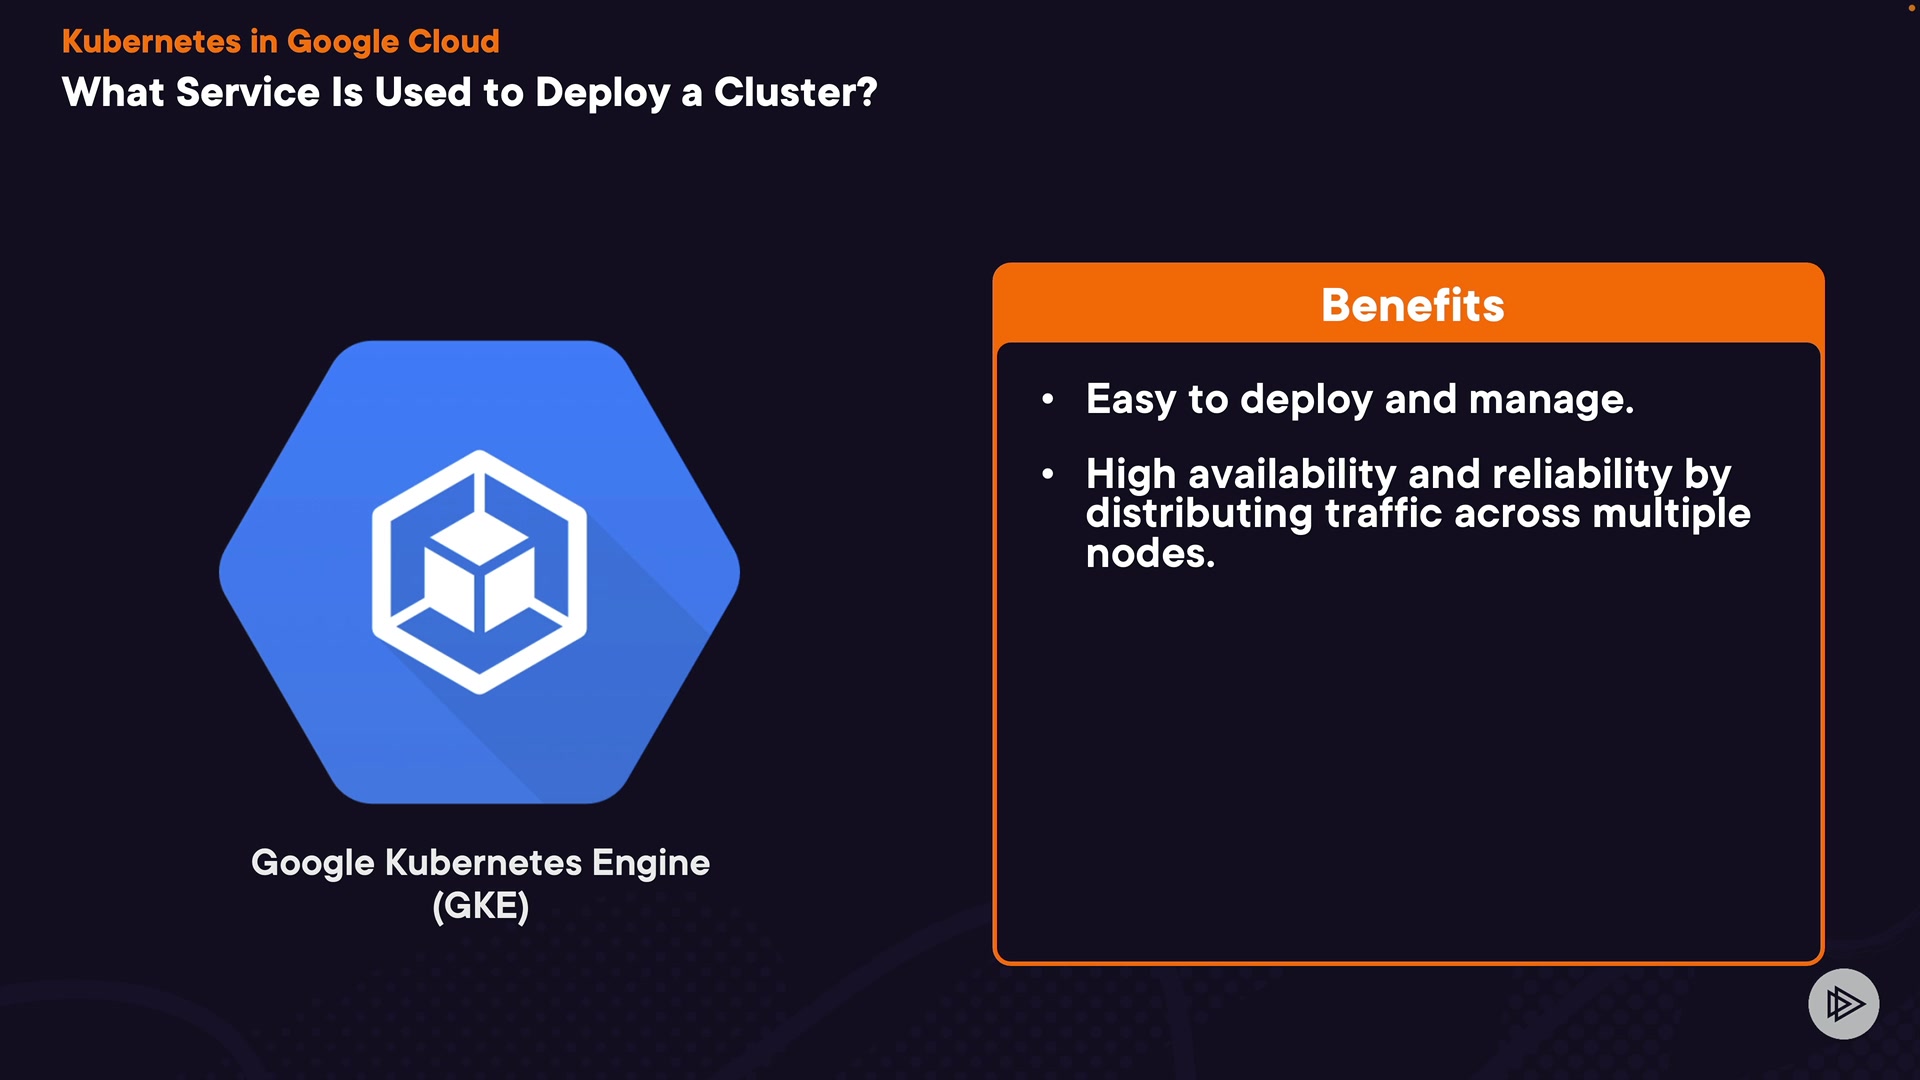 Kubernetes in Google Cloud
What Service Is Used to Deploy a Cluster?
Google Kubernetes Engine
(GKE)
Benefits
• Easy to deploy and manage.
• High availability and reliability by
distributing traffic across multiple
nodes.